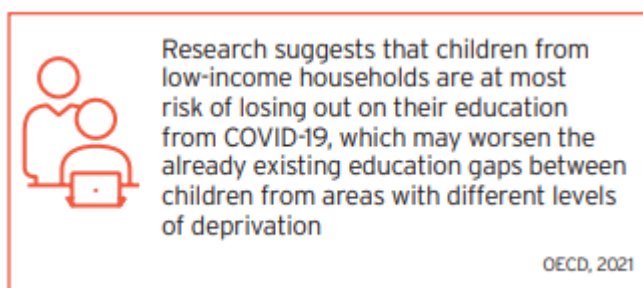 Research suggests that children from
low-income households are at most
risk of losing out on their education
from COVID-19, which may worsen the
already existing education gaps between
children from areas with different levels
of deprivation
OECD, 2021